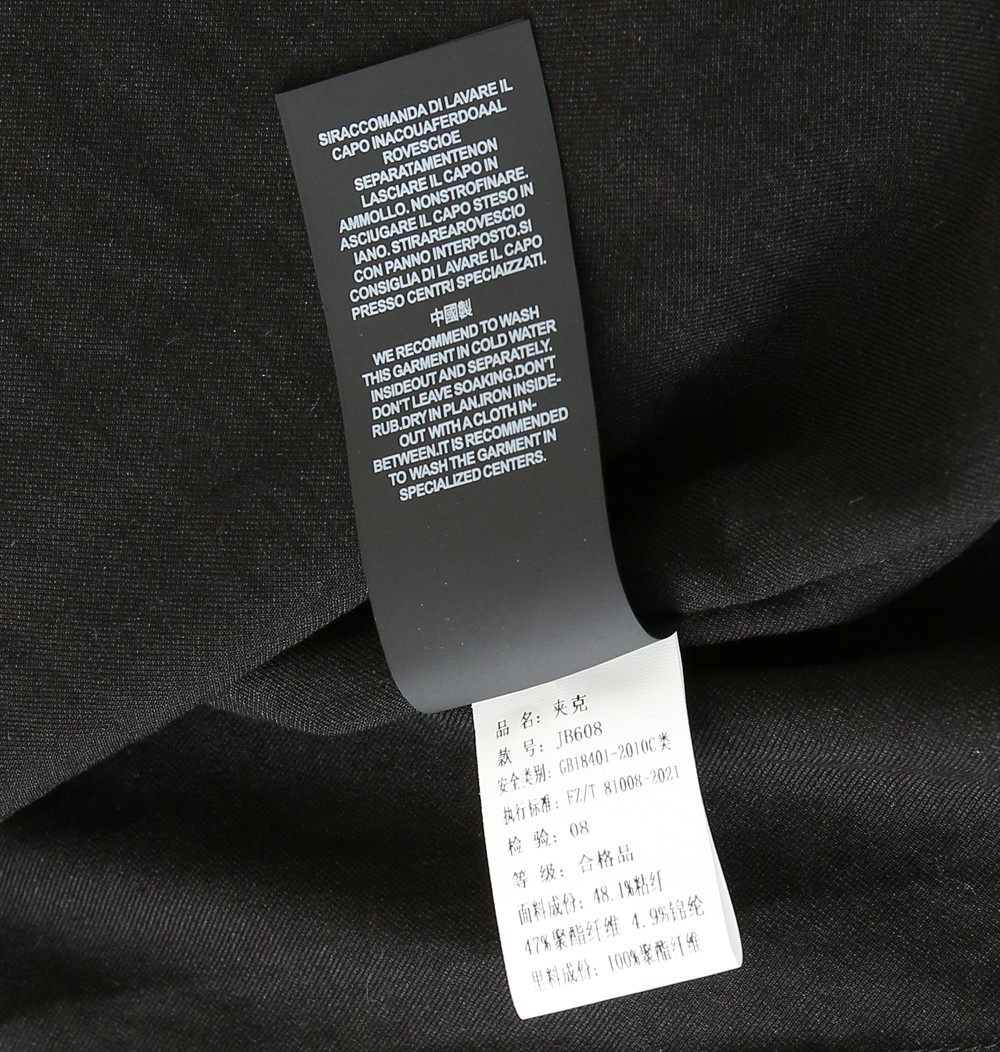 SIRACCOMANDA DI LAVARE IL
CAPO INACOUAFERDOAAL
ROVESCIOE
SEPARATAMENTENON
LASCIARE IL CAPO IN
AMMOLLO. NONSTROFINARE.
ASCIUGARE IL CAPO STESO IN
IANO. STIRAREAROVESCIO
CON PANNO INTERPOSTO.SI
CONSIGLIA DI LAVARE IL CAPO
PRESSO CENTRI SPECIAIZZATI.
中國製
WE RECOMMEND TO WASH
THIS GARMENT IN COLD WATER
INSIDEOUT AND SEPARATELY.
DON'T LEAVE SOAKING.DON'T
RUB.DRY IN PLAN.IRON INSIDE-
OUT WITH A CLOTH IN-
BETWEEN.IT IS RECOMMENDED
TO WASH THE GARMENT IN
SPECIALIZED CENTERS.
品 名: 夹克
款 号: JB608
安全类别: GB18401-2010C类
执行标准: FZ/T 81008-2021
检 验: 08
等 级: 合格品
面料成份: 48.1%粘纤
47%聚酯纤维 4.9%锦纶
里料成份: 100%聚酯纤维